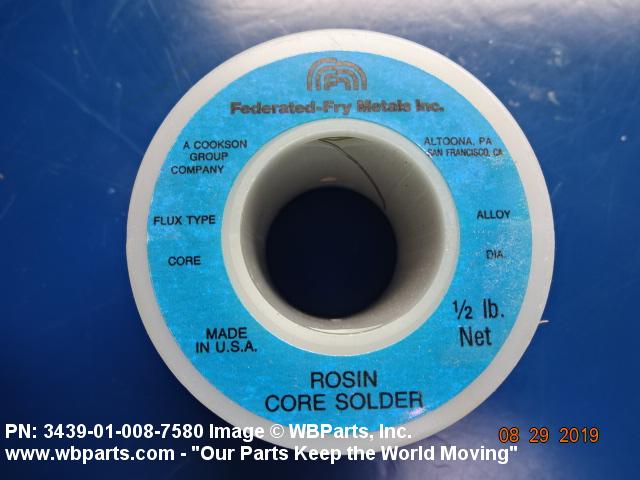 Federated-Fry Metals Inc.
A COOKSON
GROUP
COMPANY
ALTOONA, PA
SAN FRANCISCO, CA
FLUX TYPE
ALLOY
CORE
DIA.
MADE
IN U.S.A.
½ lb.
Net
ROSIN
CORE SOLDER
PN: 3439-01-008-7580 Image © WBParts, Inc.
08 29 2019
www.wbparts.com - "Our Parts Keep the World Moving"